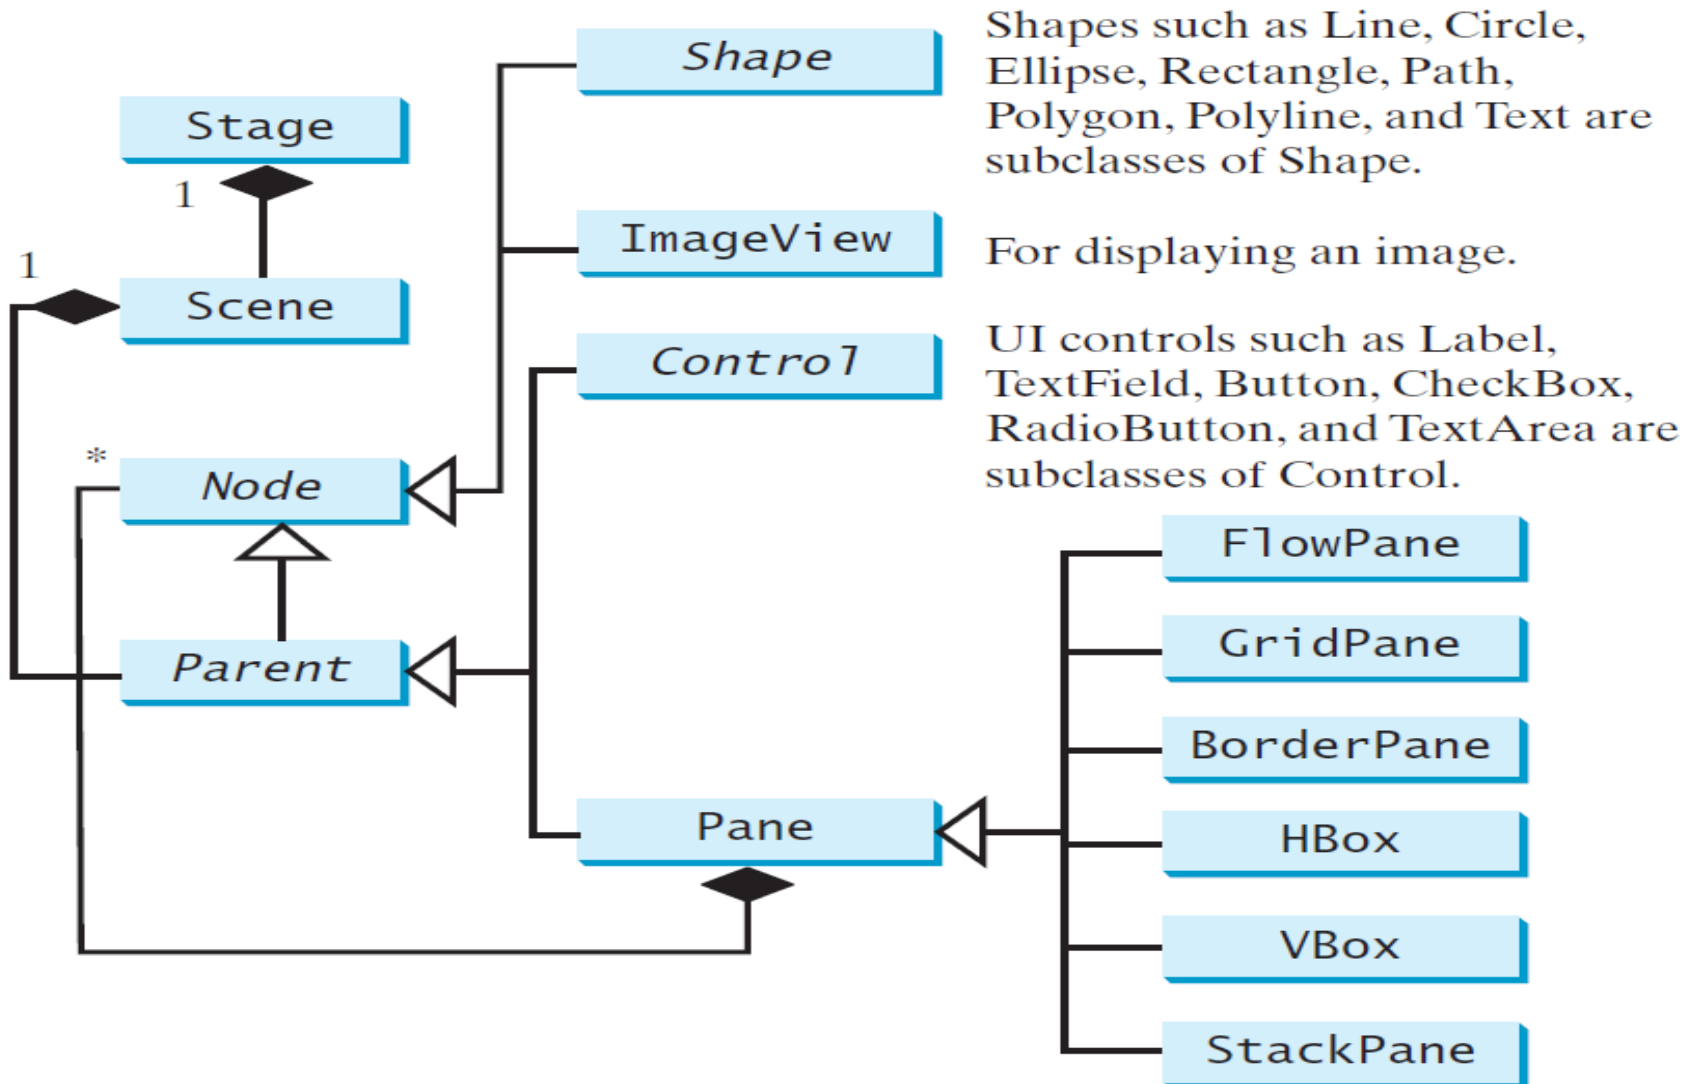 Shape
Shapes such as Line, Circle,
Ellipse, Rectangle, Path,
Polygon, Polyline, and Text are
subclasses of Shape.
Stage
1
ImageView
For displaying an image.
1
Scene
Control
UI controls such as Label,
TextField, Button, CheckBox,
RadioButton, and TextArea are
subclasses of Control.
*
Node
FlowPane
Parent
GridPane
BorderPane
Pane
HBox
VBox
StackPane